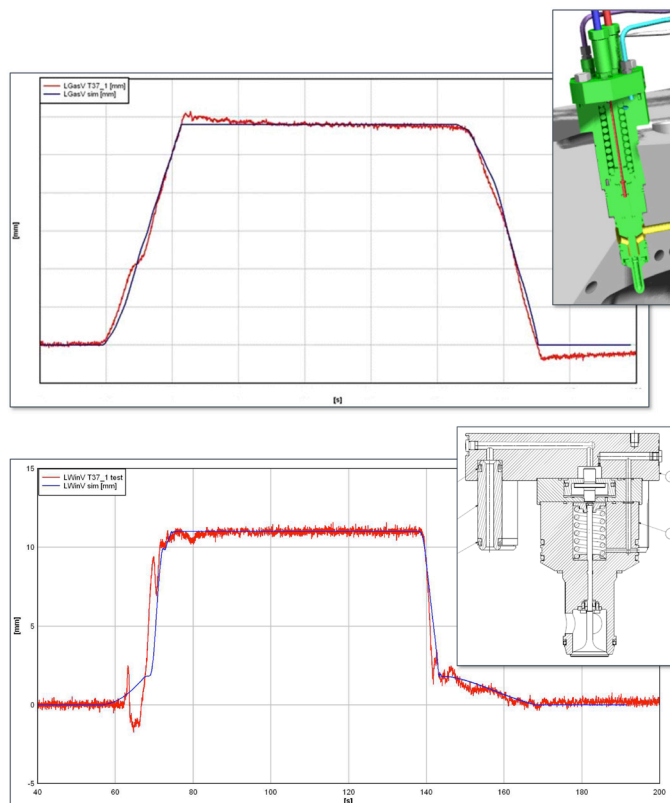 LGasV T37_1 [mm]
LGasV sim [mm]
[mm]
[s]
LWinV T37_1 test
LWinV sim [mm]
15
10
5
0
-5
[mm]
40
60
80
100
120
140
160
180
200
[s]